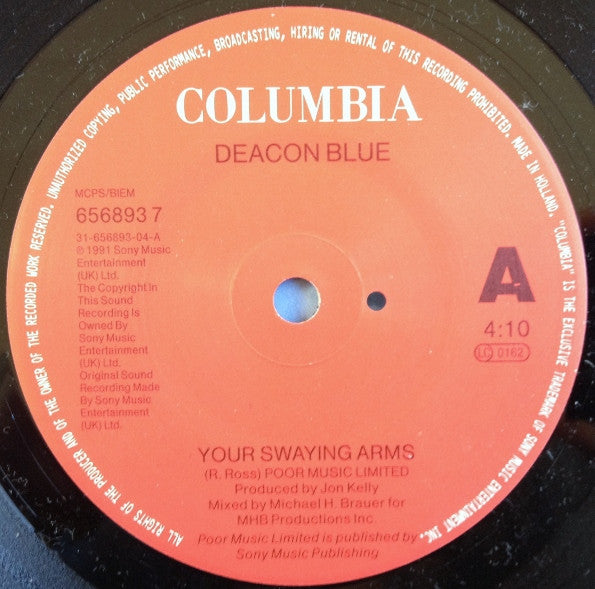 ALL RIGHTS OF THE PRODUCER AND OF THE OWNER OF THE RECORDED WORK RESERVED. UNAUTHORIZED COPYING, PUBLIC PERFORMANCE, BROADCASTING, HIRING OR RENTAL OF THIS RECORDING PROHIBITED. MADE IN HOLLAND. "COLUMBIA" IS THE EXCLUSIVE TRADEMARK OF SONY MUSIC ENTERTAINMENT INC.
COLUMBIA
DEACON BLUE
MCPS/BIEM
656893 7
31-656893-04-A
℗ 1991 Sony Music
Entertainment
(UK) Ltd.
The Copyright in
This Sound
Recording Is
Owned By
Sony Music
Entertainment
(UK) Ltd.
Original Sound
Recording Made
By Sony Music
Entertainment
(UK) Ltd.
A
4:10
LC 0162
YOUR SWAYING ARMS
(R. Ross) POOR MUSIC LIMITED
Produced by Jon Kelly
Mixed by Michael H. Brauer for
MHB Productions Inc
Poor Music Limited is published by
Sony Music Publishing